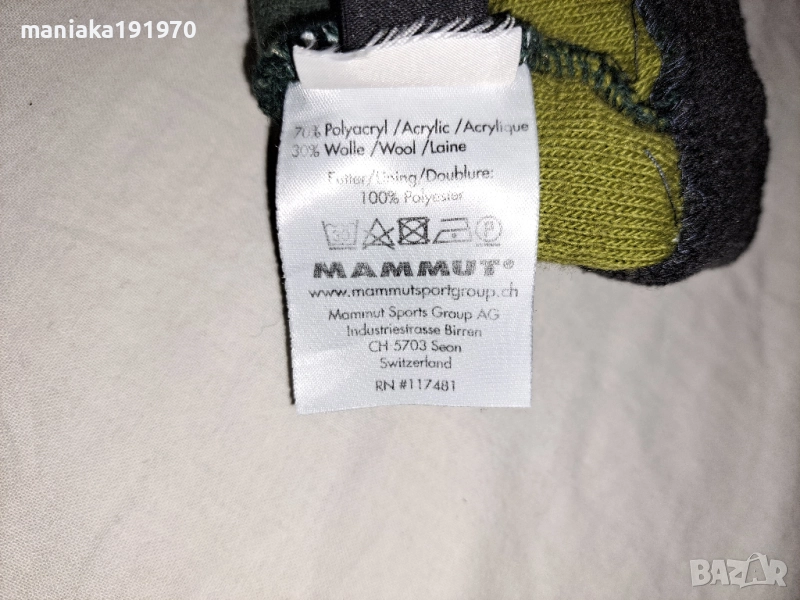 maniaka191970
70% Polyacryl /Acrylic /Acrylique
30% Wolle /Wool /Laine
Futter/Lining/Doublure:
100% Polyester
30
P
MAMMUT®
www.mammutsportgroup.ch
Mammut Sports Group AG
Industriestrasse Birren
CH 5703 Seon
Switzerland
RN #117481
BAZAR